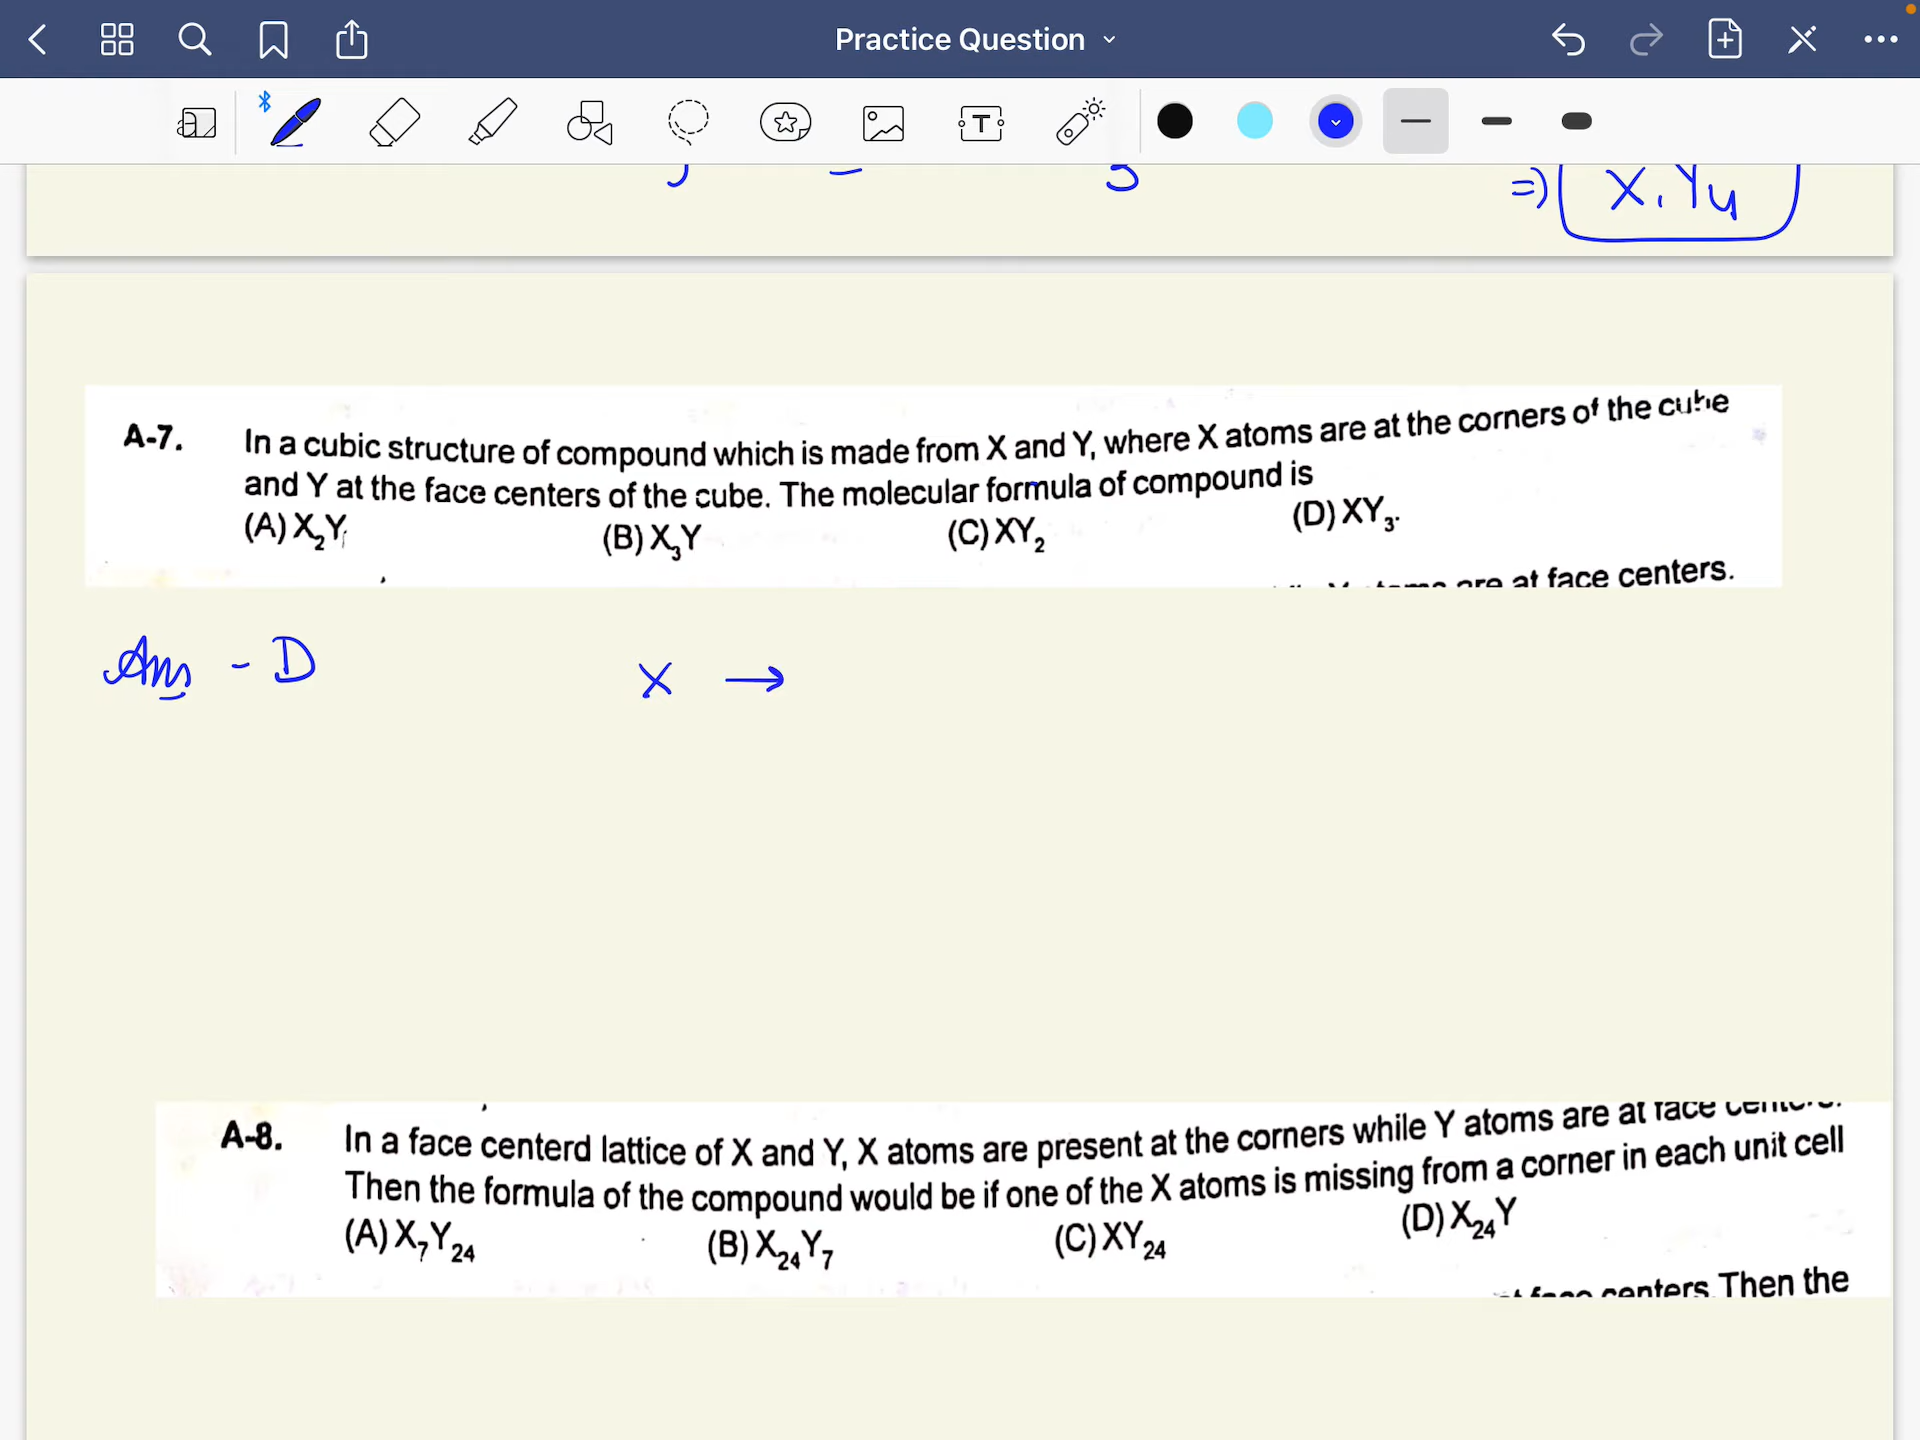 Practice Question
=> X1Y4
A-7. In a cubic structure of compound which is made from X and Y, where X atoms are at the corners of the cube
and Y at the face centers of the cube. The molecular formula of compound is
(A) X2Y (B) X3Y (C) XY2 (D) XY3.
are at face centers.
Ans - D X →
A-8. In a face centerd lattice of X and Y, X atoms are present at the corners while Y atoms are at face centers.
Then the formula of the compound would be if one of the X atoms is missing from a corner in each unit cell
(A) X7Y24 (B) X24Y7 (C) XY24 (D) X24Y
face centers. Then the